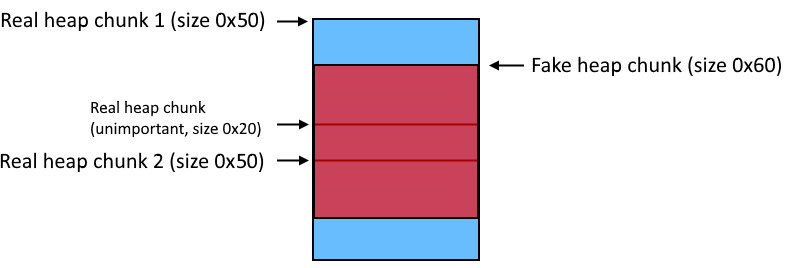 Real heap chunk 1 (size 0x50)
Fake heap chunk (size 0x60)
Real heap chunk
(unimportant, size 0x20)
Real heap chunk 2 (size 0x50)